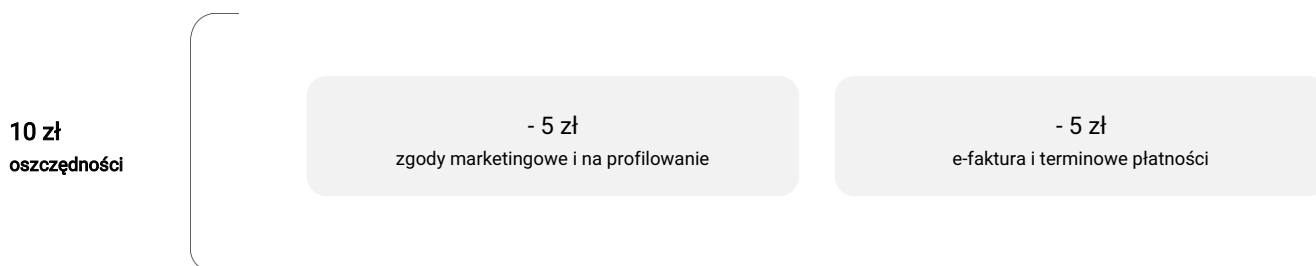 10 zł
oszczędności
- 5 zł
zgody marketingowe i na profilowanie
- 5 zł
e-faktura i terminowe płatności